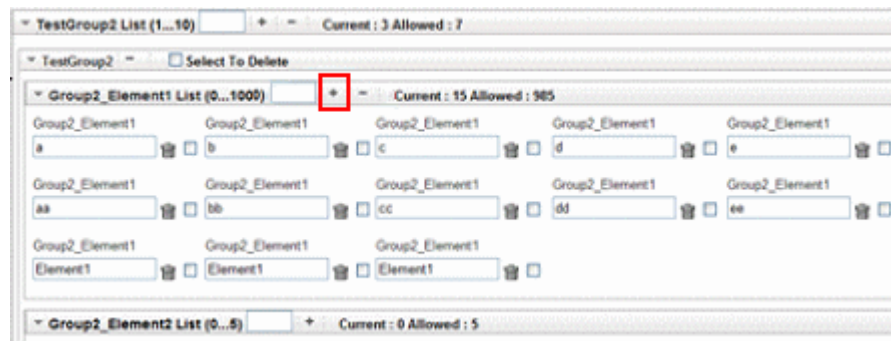 TestGroup2 List (1...10) + - Current : 3 Allowed : 7
TestGroup2 - Select To Delete
Group2_Element1 List (0...1000) + - Current : 15 Allowed : 985
Group2_Element1 Group2_Element1 Group2_Element1 Group2_Element1 Group2_Element1
a b c d e
Group2_Element1 Group2_Element1 Group2_Element1 Group2_Element1 Group2_Element1
aa bb cc dd ee
Group2_Element1 Group2_Element1 Group2_Element1
Element1 Element1 Element1
Group2_Element2 List (0...5) + Current : 0 Allowed : 5